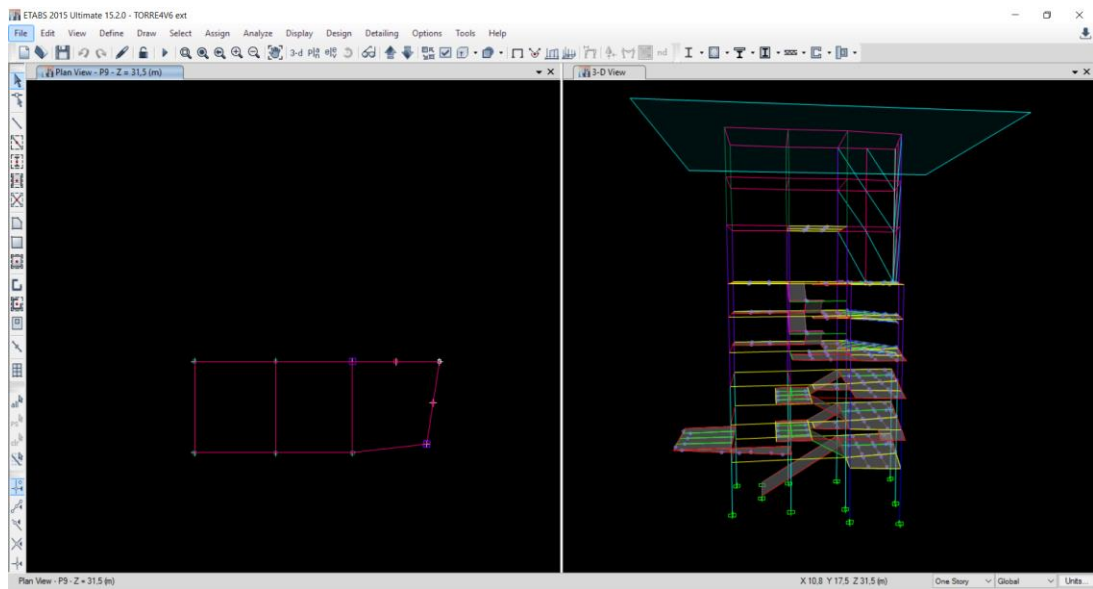 ETABS 2015 Ultimate 15.2.0 - TORRE4V6 ext
File Edit View Define Draw Select Assign Analyze Display Design Detailing Options Tools Help
3-d
nd
Plan View - P9 - Z = 31,5 (m)
3-D View
Plan View - P9 - Z = 31,5 (m)
X 10,8 Y 17,5 Z 31,5 (m)
One Story
Global
Units...